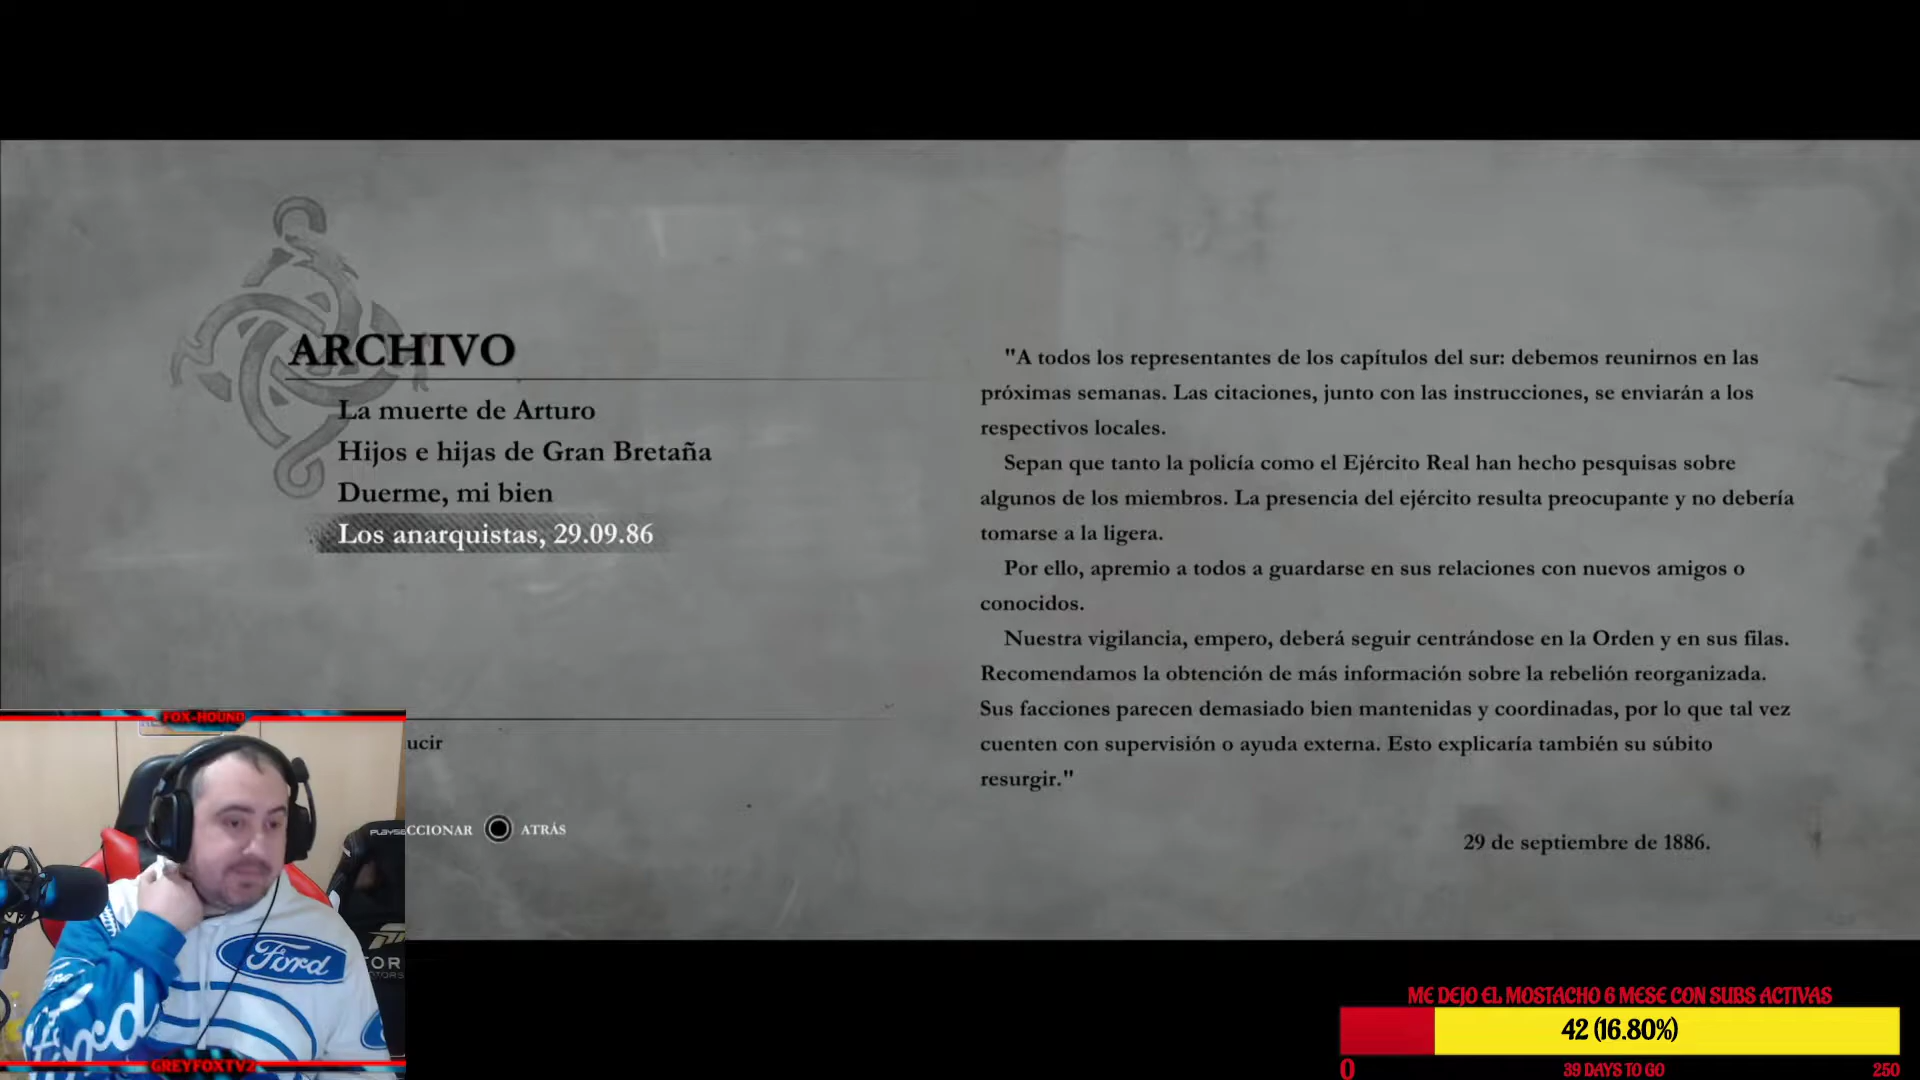 ARCHIVO
La muerte de Arturo
Hijos e hijas de Gran Bretaña
Duerme, mi bien
Los anarquistas, 29.09.86
"A todos los representantes de los capítulos del sur: debemos reunirnos en las
próximas semanas. Las citaciones, junto con las instrucciones, se enviarán a los
respectivos locales.
Sepan que tanto la policía como el Ejército Real han hecho pesquisas sobre
algunos de los miembros. La presencia del ejército resulta preocupante y no debería
tomarse a la ligera.
Por ello, apremio a todos a guardarse en sus relaciones con nuevos amigos o
conocidos.
Nuestra vigilancia, empero, deberá seguir centrándose en la Orden y en sus filas.
Recomendamos la obtención de más información sobre la rebelión reorganizada.
Sus facciones parecen demasiado bien mantenidas y coordinadas, por lo que tal vez
cuenten con supervisión o ayuda externa. Esto explicaría también su súbito
resurgir."
29 de septiembre de 1886.
ucir
CCIONAR ATRÁS
FOX-HOUND
Ford
GREYFOXTV2
ME DEJO EL MOSTACHO 6 MESE CON SUBS ACTIVAS
42 (16.80%)
0 39 DAYS TO GO 250